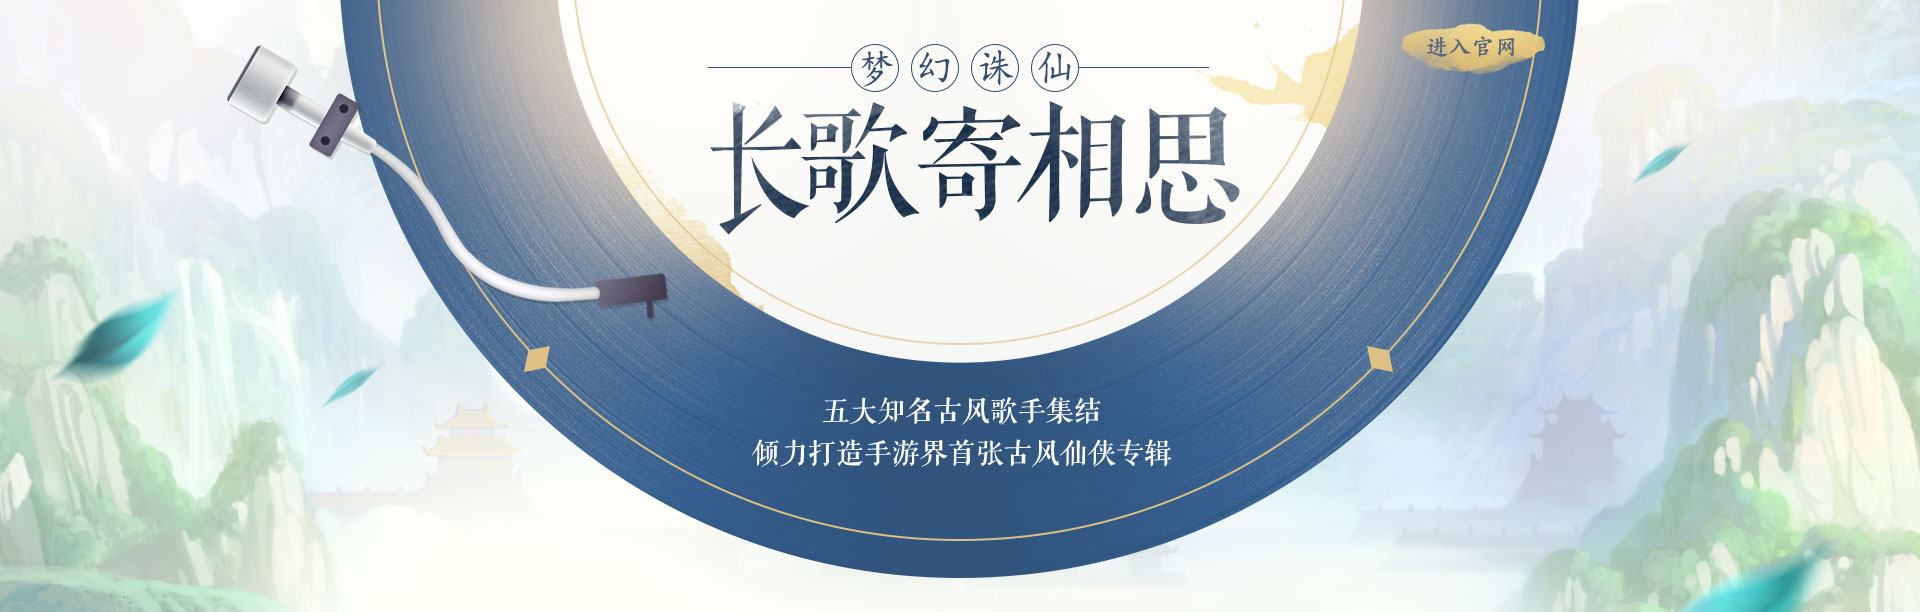 进入官网
梦幻诛仙
长歌寄相思
五大知名古风歌手集结
倾力打造手游界首张古风仙侠专辑